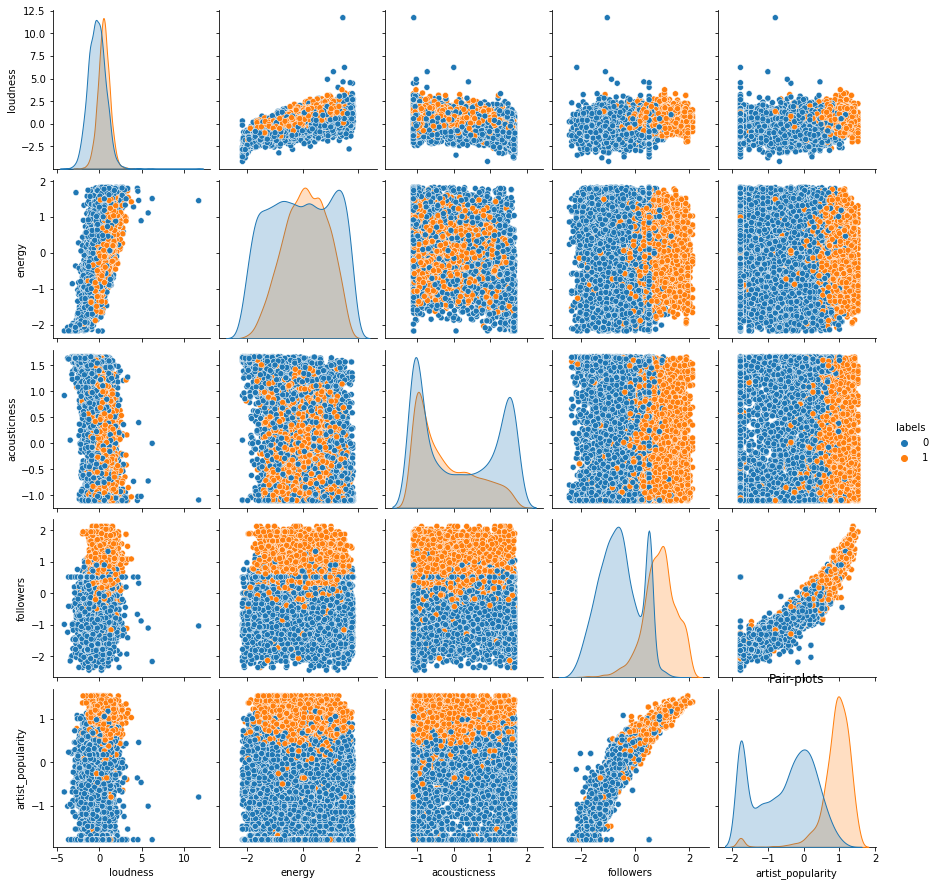 12.5
10.0
7.5
5.0
2.5
0.0
−2.5
loudness
2
1
0
−1
−2
energy
1.5
1.0
0.5
0.0
−0.5
−1.0
acousticness
labels
0
1
2
1
0
−1
−2
followers
Pair-plots
1
0
−1
artist_popularity
−5 0 5 10
loudness
−2 −1 0 1 2
energy
−1 0 1 2
acousticness
−2 0 2
followers
−2 −1 0 1 2
artist_popularity